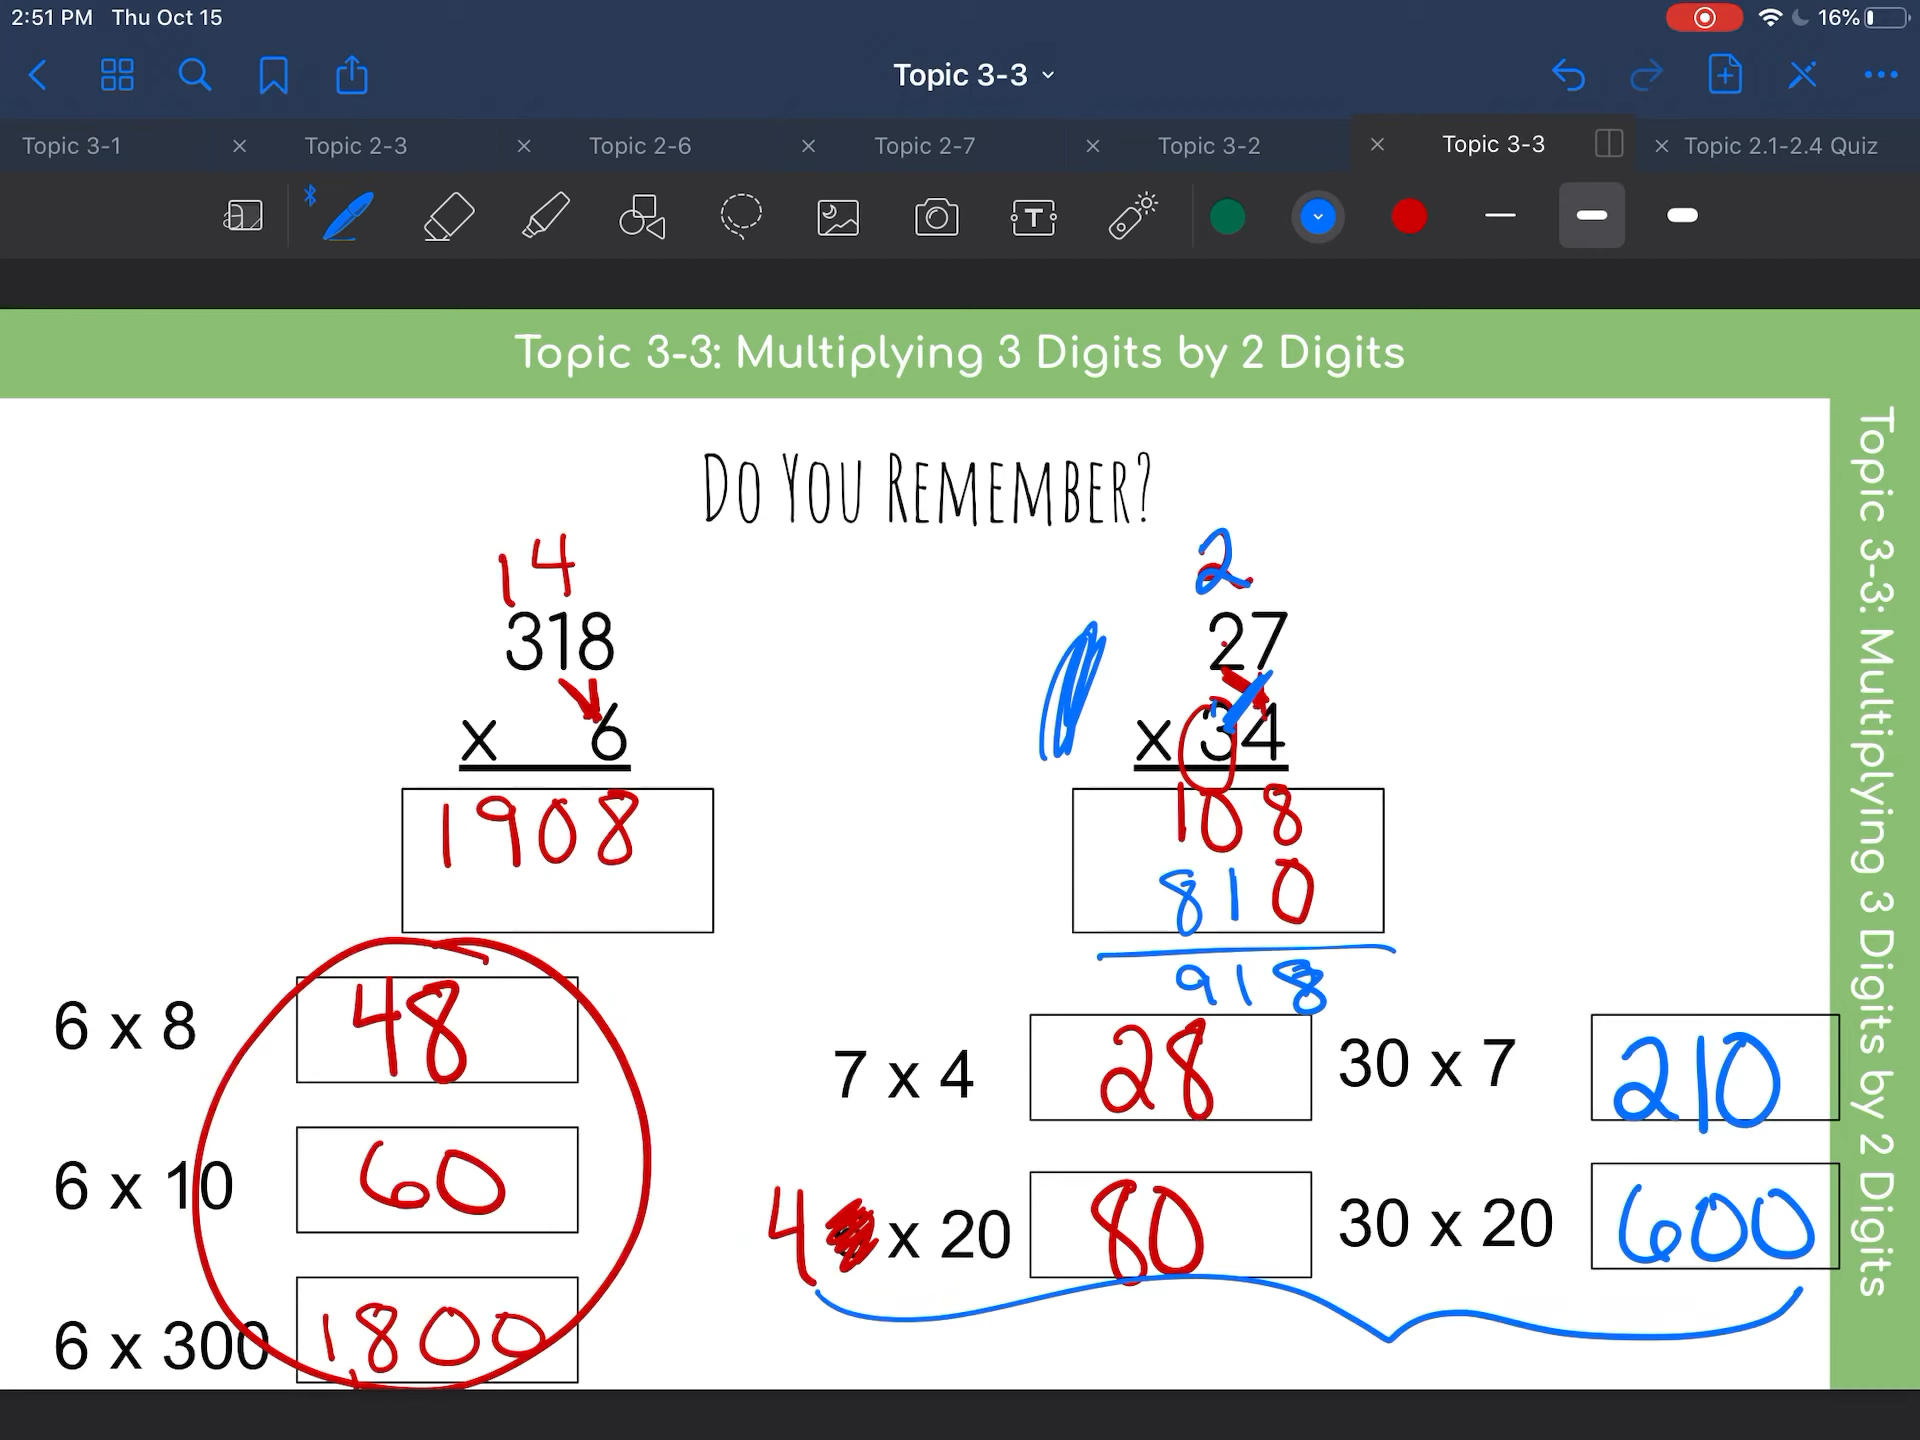 2:51 PM Thu Oct 15 16%
Topic 3-3
Topic 3-1 Topic 2-3 Topic 2-6 Topic 2-7 Topic 3-2 Topic 3-3 Topic 2.1-2.4 Quiz
Topic 3-3: Multiplying 3 Digits by 2 Digits
Do You Remember?
14
318
x 6
1908
6 x 8 48
6 x 10 60
6 x 300 1,800
2
27
x 34
108
810
918
7 x 4 28 30 x 7 210
4 x 20 80 30 x 20 600
Topic 3-3: Multiplying 3 Digits by 2 Digits